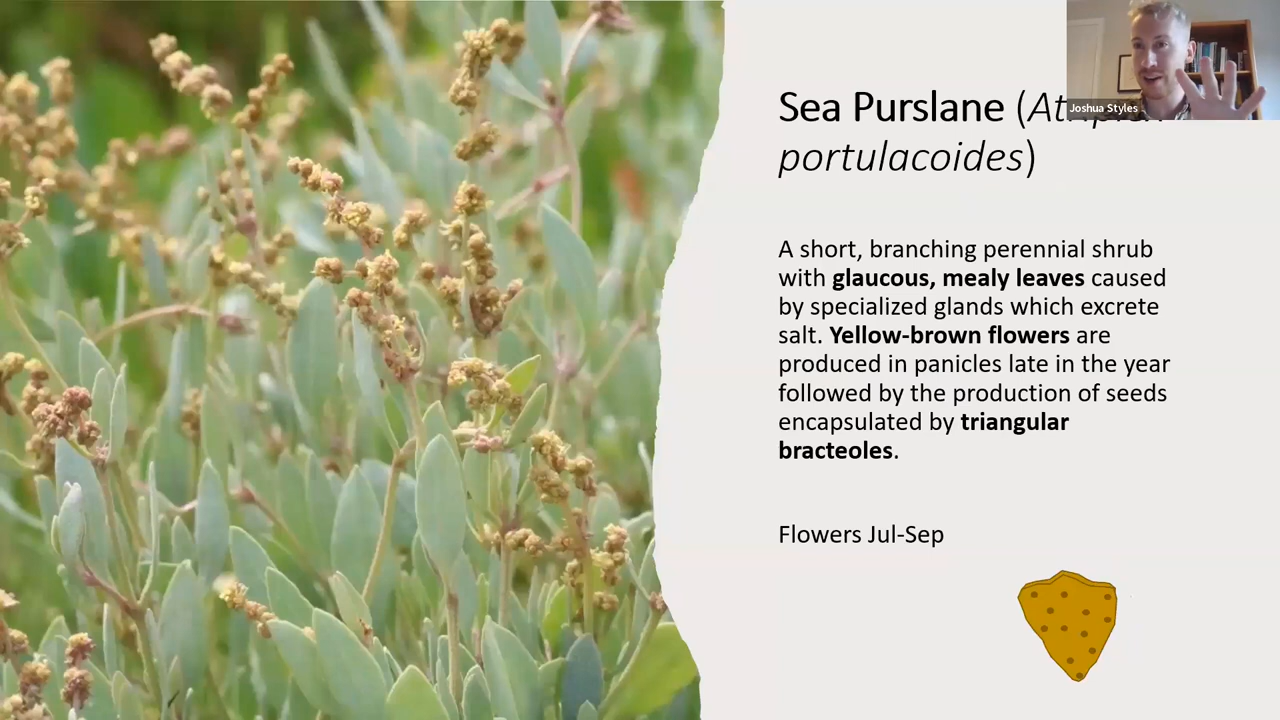 Joshua Styles
Sea Purslane (
portulacoides)
A short, branching perennial shrub
with glaucous, mealy leaves caused
by specialized glands which excrete
salt. Yellow-brown flowers are
produced in panicles late in the year
followed by the production of seeds
encapsulated by triangular
bracteoles.
Flowers Jul-Sep